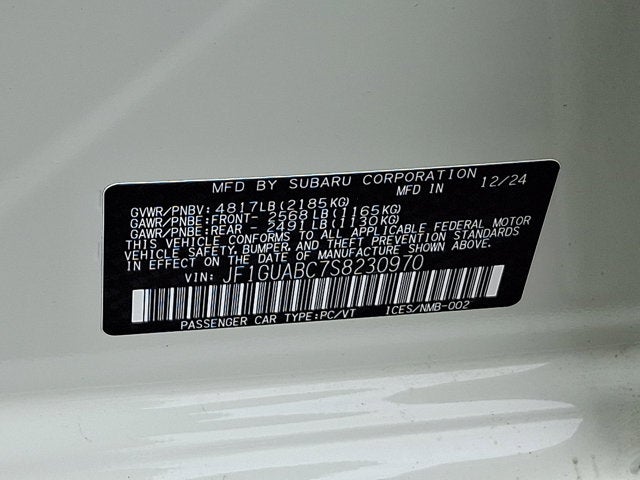 MFD BY SUBARU CORPORATION
MFD IN 12/24
GVWR/PNBV: 4817LB(2185KG)
GAWR/PNBE:FRONT- 2568LB(1165KG)
GAWR/PNBE:REAR - 2491LB(1130KG)
THIS VEHICLE CONFORMS TO ALL APPLICABLE FEDERAL MOTOR
VEHICLE SAFETY, BUMPER, AND THEFT PREVENTION STANDARDS
IN EFFECT ON THE DATE OF MANUFACTURE SHOWN ABOVE.
VIN: JF1GUABC7S8230970
PASSENGER CAR TYPE:PC/VT ICES/NMB-002